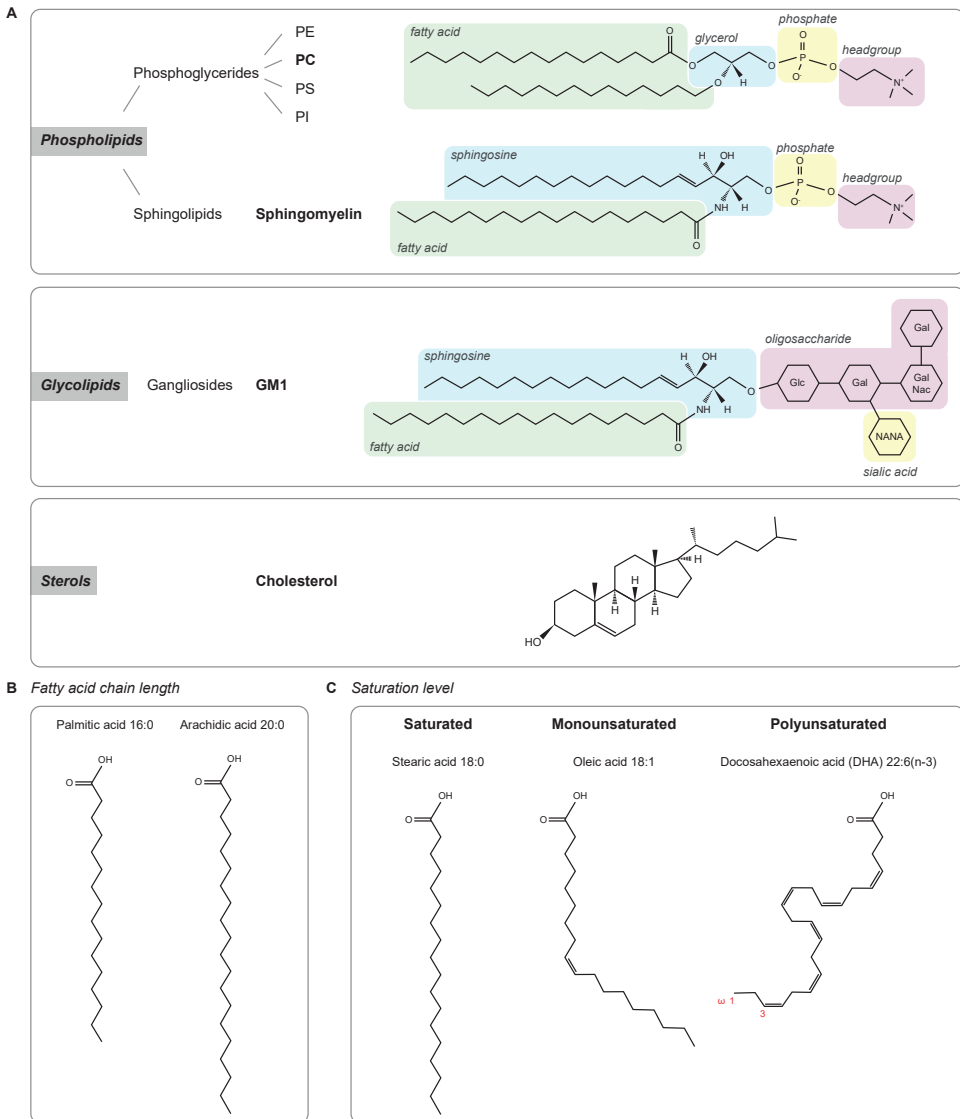 A
PE
PC
PS
PI
Phosphoglycerides
Phospholipids
Sphingolipids
Sphingomyelin
fatty acid
glycerol
phosphate
headgroup
O
O
O
H
O
O
P
O-
O
N+
sphingosine
phosphate
headgroup
H
OH
NH
H
O
O
O
P
O-
O
N+
fatty acid
Glycolipids
Gangliosides
GM1
sphingosine
oligosaccharide
H
OH
NH
H
O
O
fatty acid
Glc
Gal
Gal
Nac
Gal
NANA
sialic acid
Sterols
Cholesterol
H
H
H
H
HO
B Fatty acid chain length
Palmitic acid 16:0
Arachidic acid 20:0
OH
O
OH
O
C Saturation level
Saturated
Monounsaturated
Polyunsaturated
Stearic acid 18:0
Oleic acid 18:1
Docosahexaenoic acid (DHA) 22:6(n-3)
OH
O
OH
O
OH
O
ω 1
3